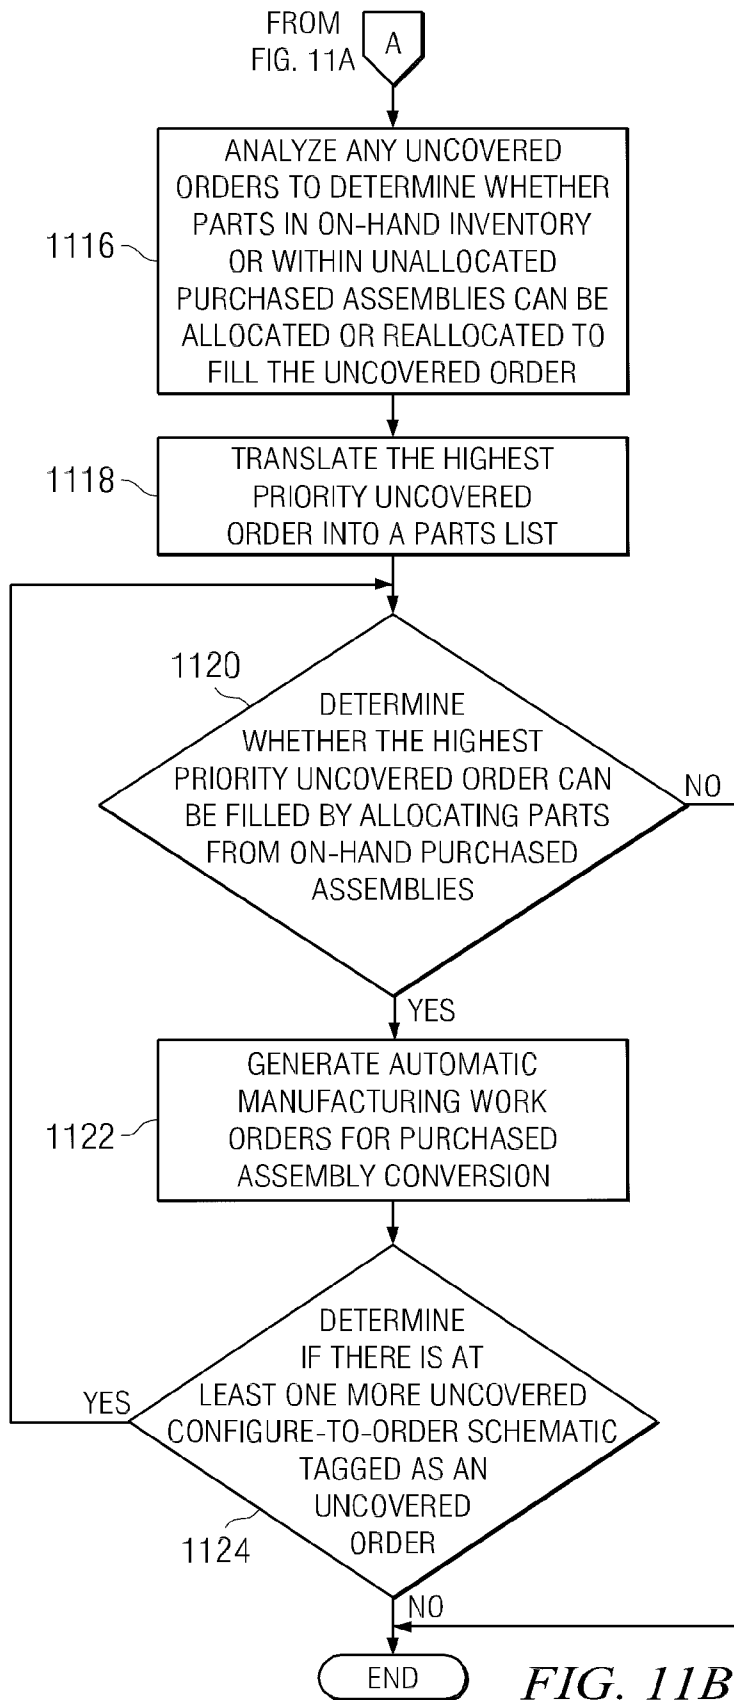 FROM
FIG. 11A
A
ANALYZE ANY UNCOVERED
ORDERS TO DETERMINE WHETHER
PARTS IN ON-HAND INVENTORY
OR WITHIN UNALLOCATED
PURCHASED ASSEMBLIES CAN BE
ALLOCATED OR REALLOCATED TO
FILL THE UNCOVERED ORDER
1116
TRANSLATE THE HIGHEST
PRIORITY UNCOVERED
ORDER INTO A PARTS LIST
1118
1120
DETERMINE
WHETHER THE HIGHEST
PRIORITY UNCOVERED ORDER CAN
BE FILLED BY ALLOCATING PARTS
FROM ON-HAND PURCHASED
ASSEMBLIES
NO
YES
GENERATE AUTOMATIC
MANUFACTURING WORK
ORDERS FOR PURCHASED
ASSEMBLY CONVERSION
1122
DETERMINE
IF THERE IS AT
LEAST ONE MORE UNCOVERED
CONFIGURE-TO-ORDER SCHEMATIC
TAGGED AS AN
UNCOVERED
ORDER
YES
1124
NO
END
FIG. 11B